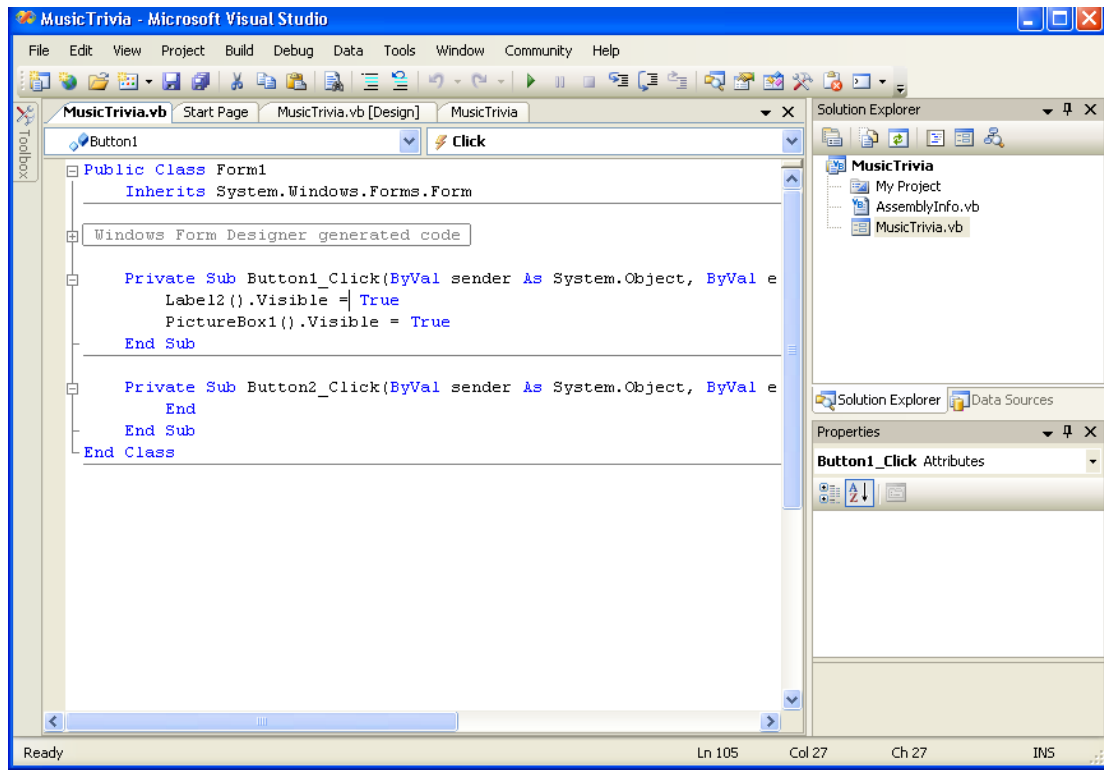 MusicTrivia - Microsoft Visual Studio
File Edit View Project Build Debug Data Tools Window Community Help
Toolbox
MusicTrivia.vb Start Page MusicTrivia.vb [Design] MusicTrivia
Button1 Click
Public Class Form1
Inherits System.Windows.Forms.Form
Windows Form Designer generated code
Private Sub Button1_Click(ByVal sender As System.Object, ByVal e
Label2().Visible = True
PictureBox1().Visible = True
End Sub
Private Sub Button2_Click(ByVal sender As System.Object, ByVal e
End
End Sub
End Class
Solution Explorer
MusicTrivia
My Project
AssemblyInfo.vb
MusicTrivia.vb
Solution Explorer Data Sources
Properties
Button1_Click Attributes
Ready Ln 105 Col 27 Ch 27 INS